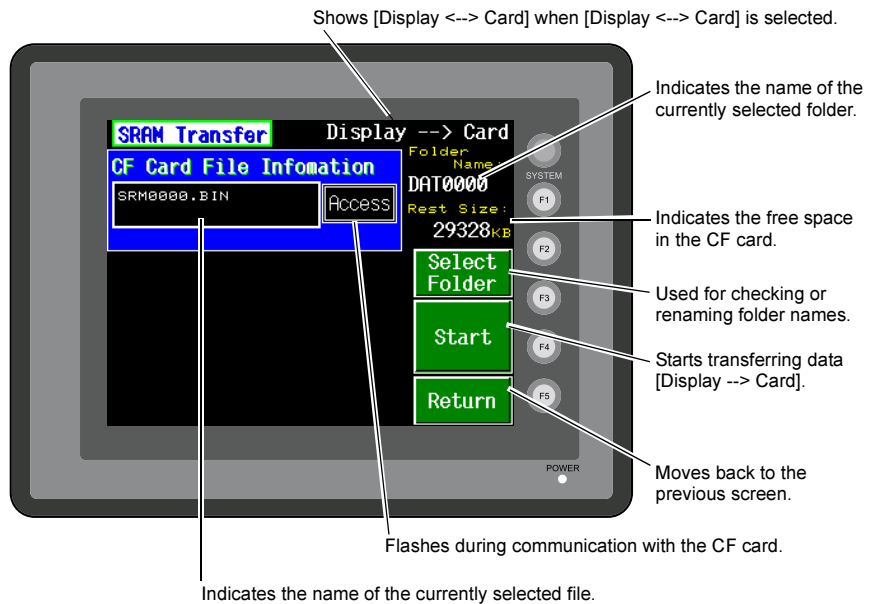 Shows [Display <--> Card] when [Display <--> Card] is selected.
Indicates the name of the
currently selected folder.
SRAM Transfer
Display --> Card
CF Card File Infomation
SRM0000.BIN
Access
Folder
Name:
DAT0000
Rest Size:
29328KB
Select
Folder
Start
Return
SYSTEM
F1
F2
F3
F4
F5
POWER
Indicates the free space
in the CF card.
Used for checking or
renaming folder names.
Starts transferring data
[Display --> Card].
Moves back to the
previous screen.
Flashes during communication with the CF card.
Indicates the name of the currently selected file.